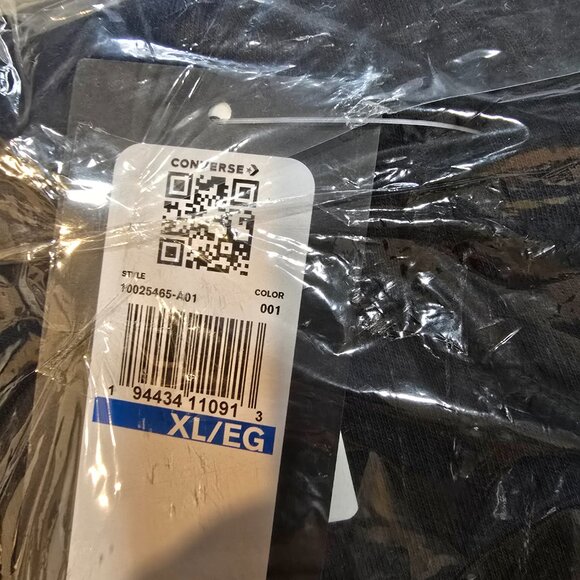 CONVERSE
STYLE
10025465-A01
COLOR
001
1 94434 11091 3
XL/EG